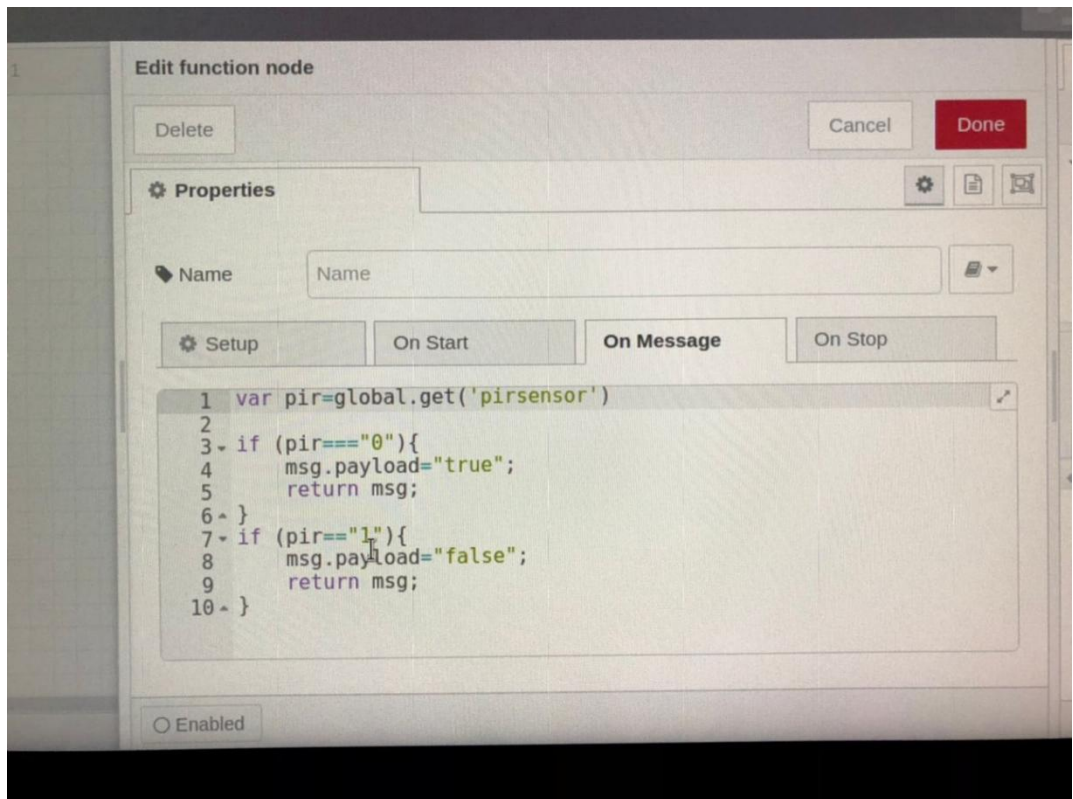 1
Edit function node
Delete
Cancel
Done
Properties
Name
Name
Setup
On Start
On Message
On Stop
1 var pir=global.get('pirsensor')
2
3 if (pir==="0"){
4 msg.payload="true";
5 return msg;
6 }
7 if (pir=="1"){
8 msg.payload="false";
9 return msg;
10 }
Enabled